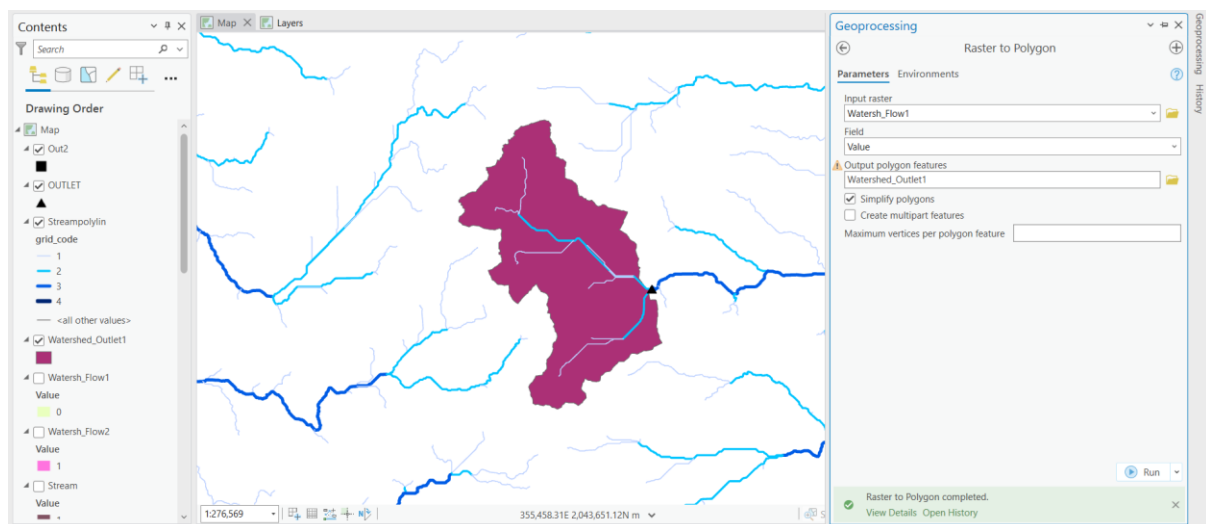 Contents
Search
Drawing Order
Map
Out2
OUTLET
Streampolylin
grid_code
1
2
3
4
<all other values>
Watershed_Outlet1
Watersh_Flow1
Value
0
Watersh_Flow2
Value
1
Stream
Value
Map
Layers
1:276,569
355,458.31E 2,043,651.12N m
Geoprocessing
Raster to Polygon
Parameters Environments
Input raster
Watersh_Flow1
Field
Value
Output polygon features
Watershed_Outlet1
Simplify polygons
Create multipart features
Maximum vertices per polygon feature
Run
Raster to Polygon completed.
View Details Open History
Geoprocessing
History